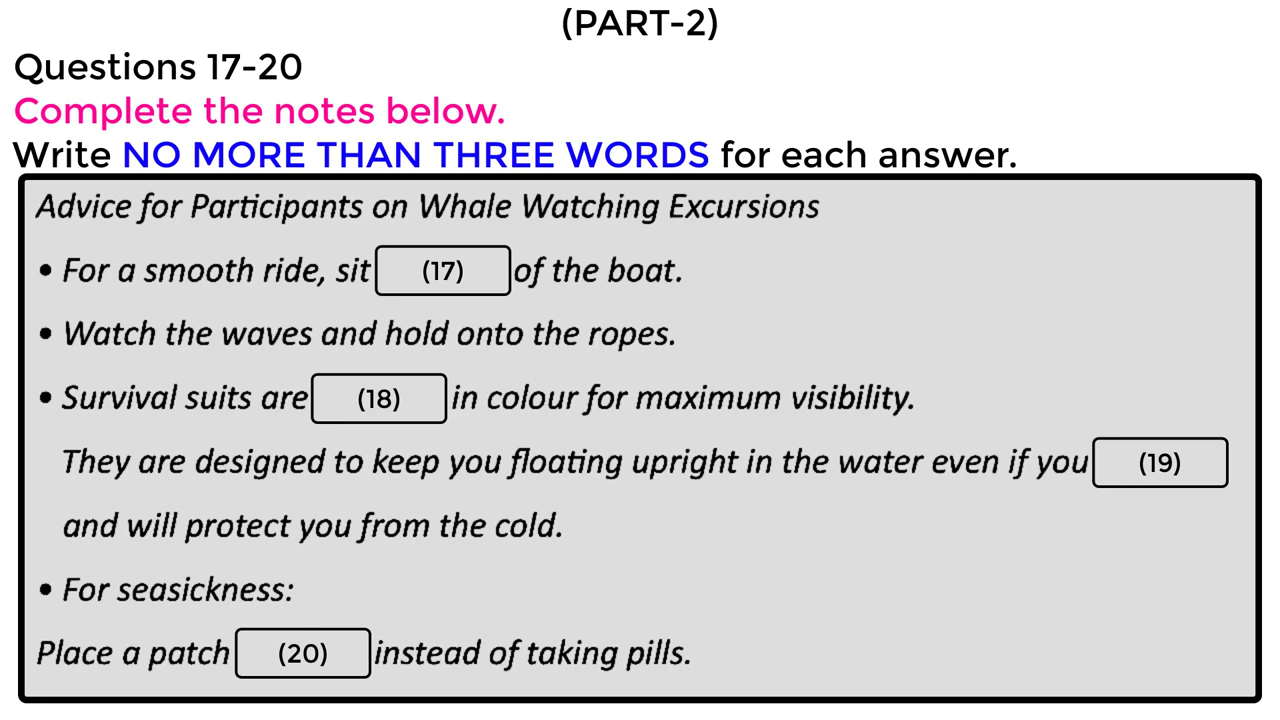 (PART-2)
Questions 17-20
Complete the notes below.
Write NO MORE THAN THREE WORDS for each answer.
Advice for Participants on Whale Watching Excursions
• For a smooth ride, sit (17) of the boat.
• Watch the waves and hold onto the ropes.
• Survival suits are (18) in colour for maximum visibility.
They are designed to keep you floating upright in the water even if you (19)
and will protect you from the cold.
• For seasickness:
Place a patch (20) instead of taking pills.